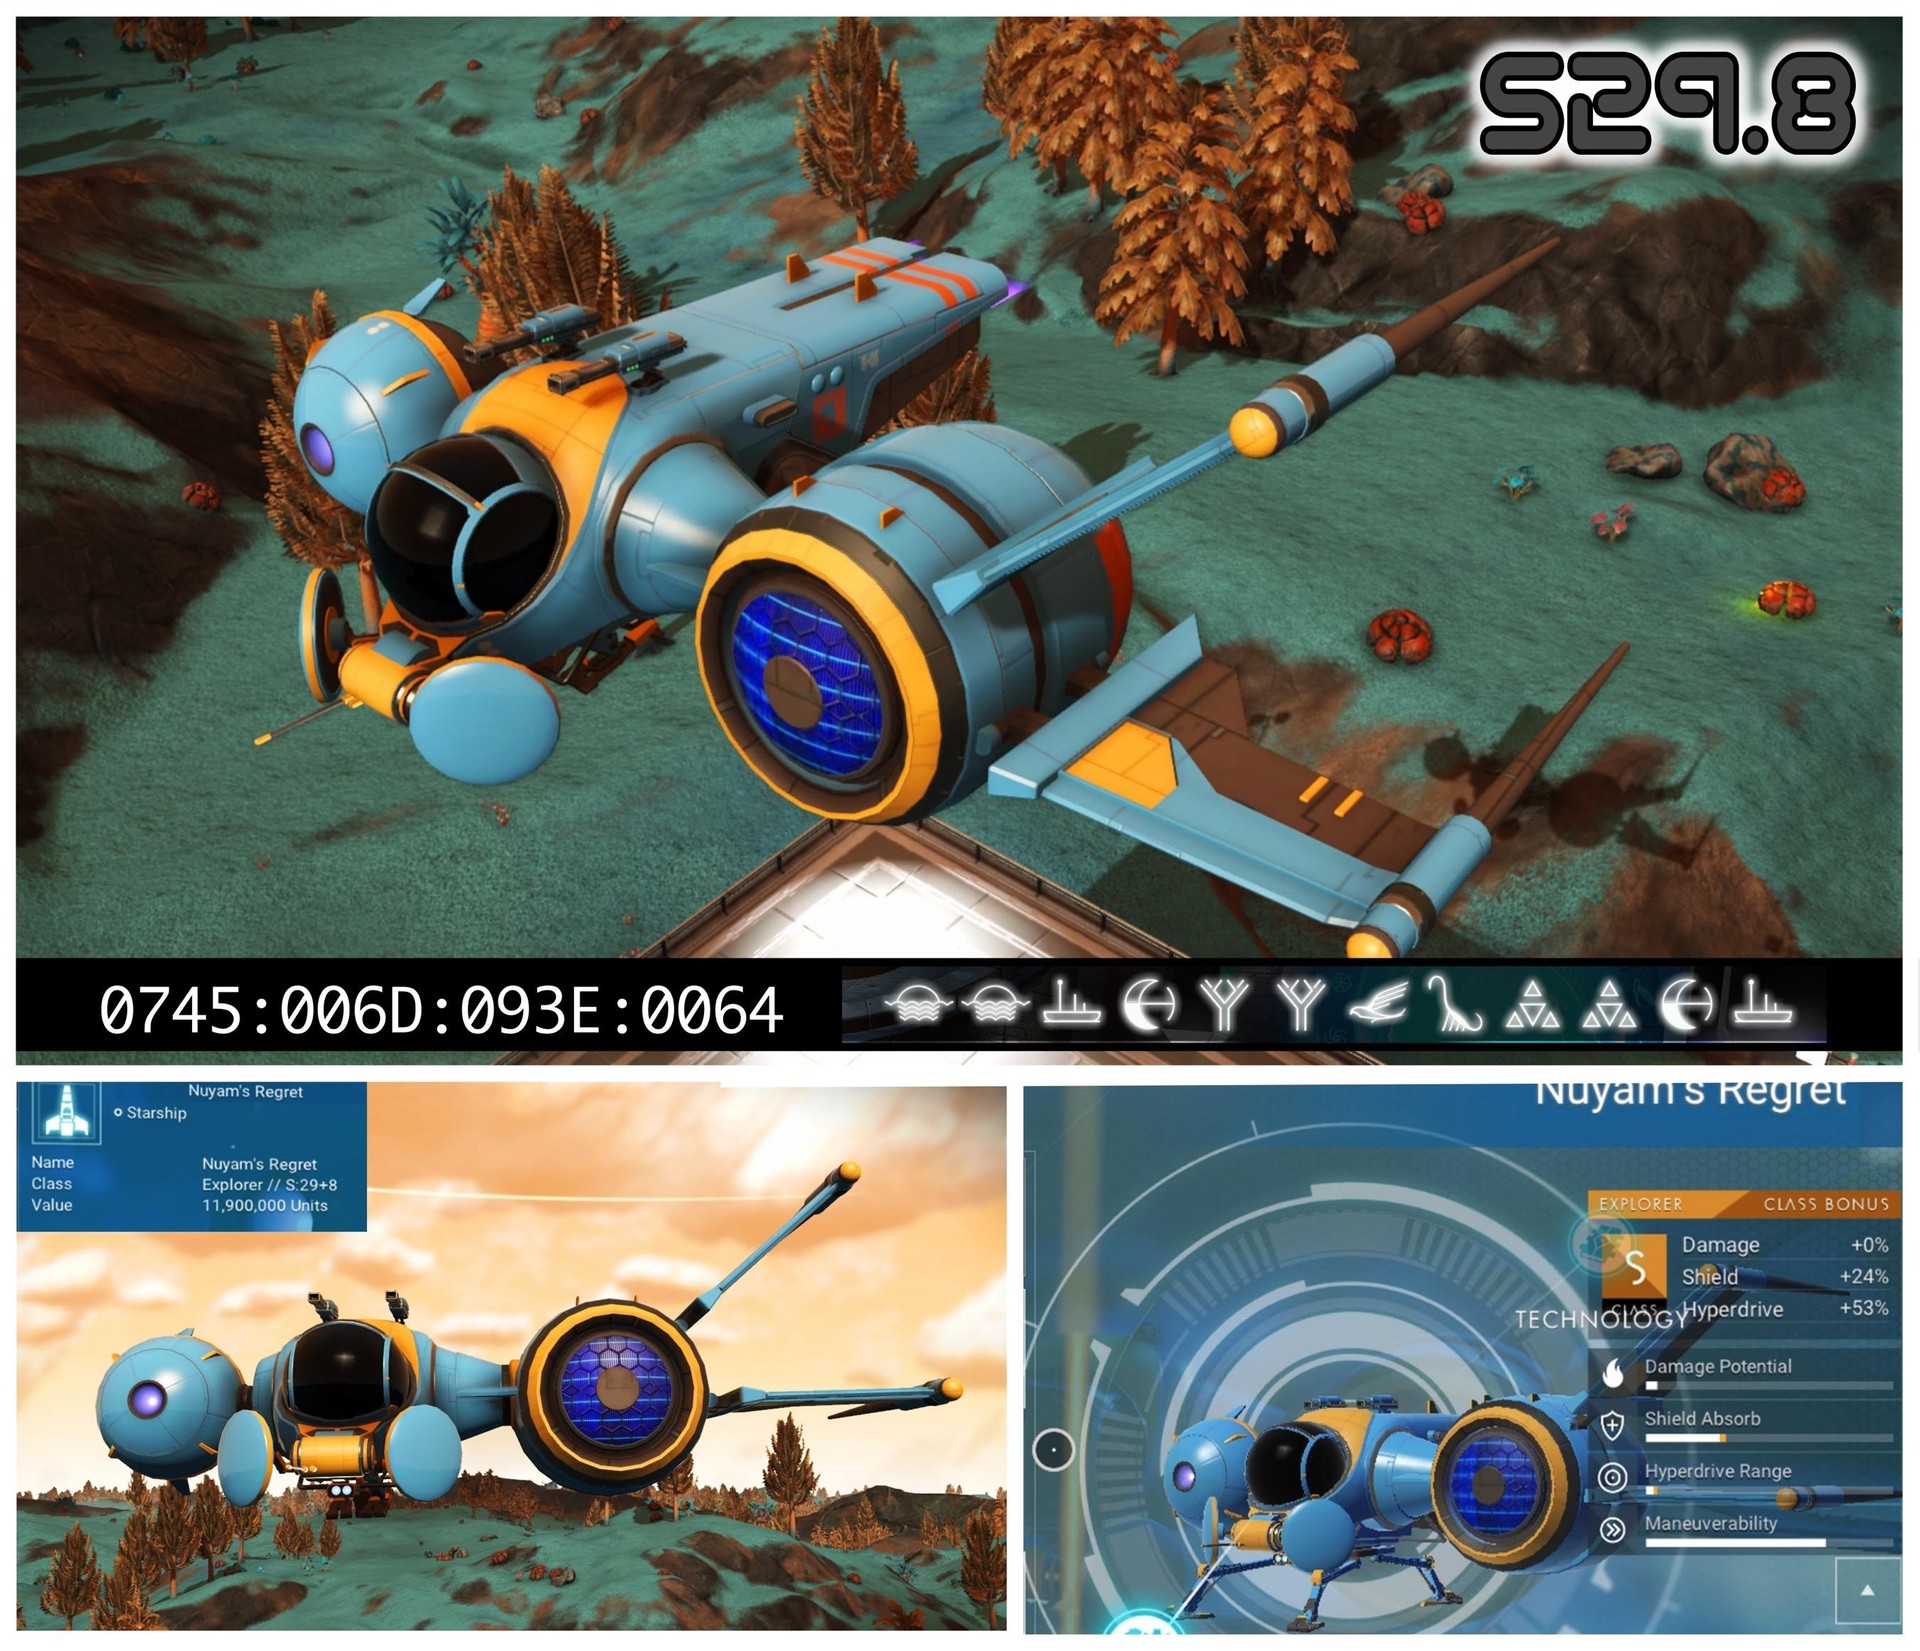 S29.8
0745:006D:093E:0064
Nuyam's Regret
Starship
Name Nuyam's Regret
Class Explorer // S:29+8
Value 11,900,000 Units
Nuyam's Regret
EXPLORER CLASS BONUS
S
CLASS
Damage +0%
Shield +24%
Hyperdrive +53%
TECHNOLOGY
Damage Potential
Shield Absorb
Hyperdrive Range
Maneuverability